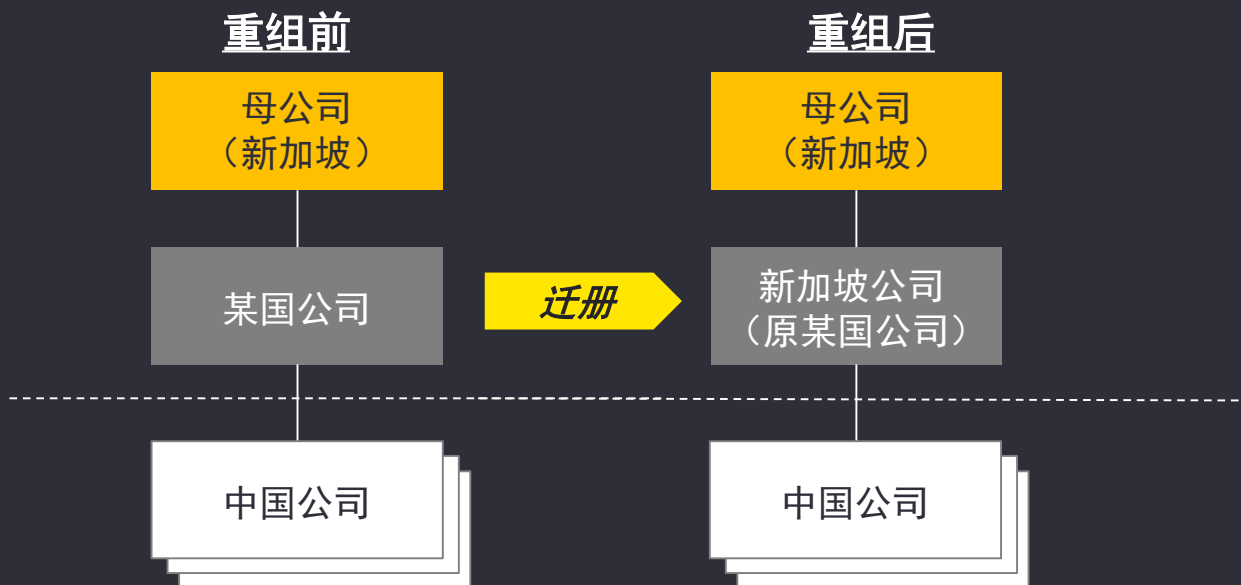 重组前
重组后
母公司
（新加坡）
母公司
（新加坡）
某国公司
迁册
新加坡公司
（原某国公司）
中国公司
中国公司